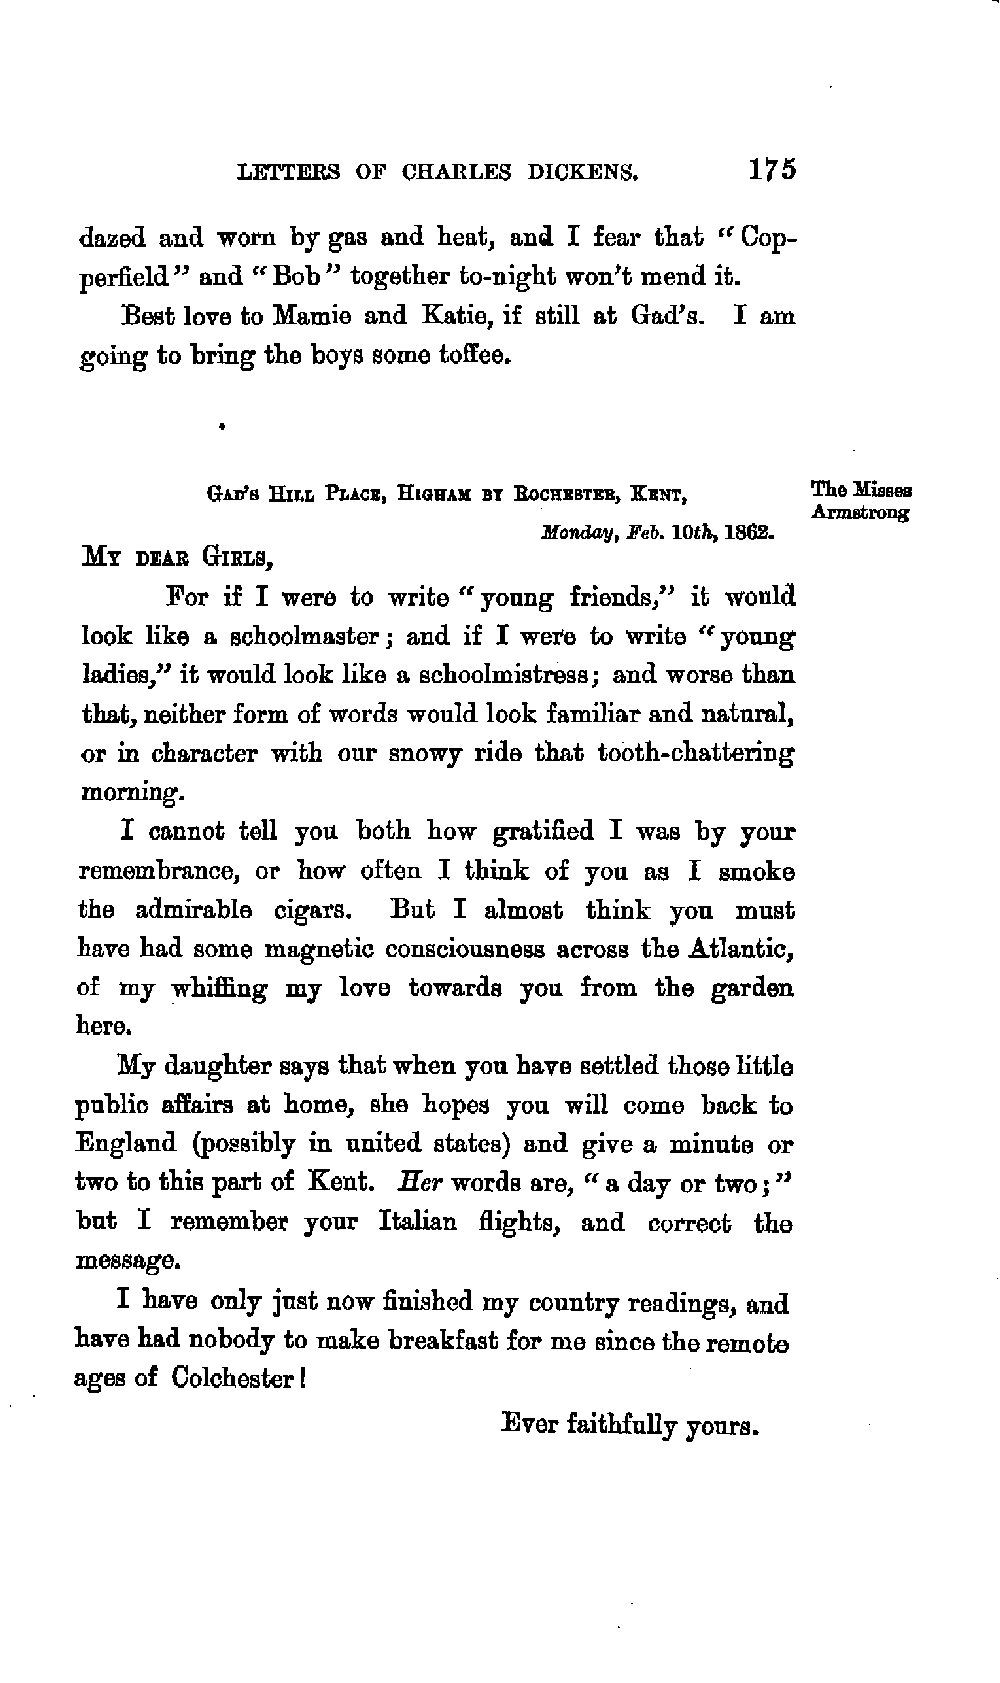 LETTERS OF CHARLES DICKENS. 175
dazed and worn by gas and heat, and I fear that “Cop-
perfield” and “Bob” together to-night won’t mend it.
Best love to Mamie and Katie, if still at Gad’s. I am
going to bring the boys some toffee.
The Misses
Armstrong
GAD’S HILL PLACE, HIGHAM BY ROCHESTER, KENT,
Monday, Feb. 10th, 1862.
MY DEAR GIRLS,
For if I were to write “young friends,” it would
look like a schoolmaster; and if I were to write “young
ladies,” it would look like a schoolmistress; and worse than
that, neither form of words would look familiar and natural,
or in character with our snowy ride that tooth-chattering
morning.
I cannot tell you both how gratified I was by your
remembrance, or how often I think of you as I smoke
the admirable cigars. But I almost think you must
have had some magnetic consciousness across the Atlantic,
of my whiffing my love towards you from the garden
here.
My daughter says that when you have settled those little
public affairs at home, she hopes you will come back to
England (possibly in united states) and give a minute or
two to this part of Kent. Her words are, “a day or two;”
but I remember your Italian flights, and correct the
message.
I have only just now finished my country readings, and
have had nobody to make breakfast for me since the remote
ages of Colchester!
Ever faithfully yours.